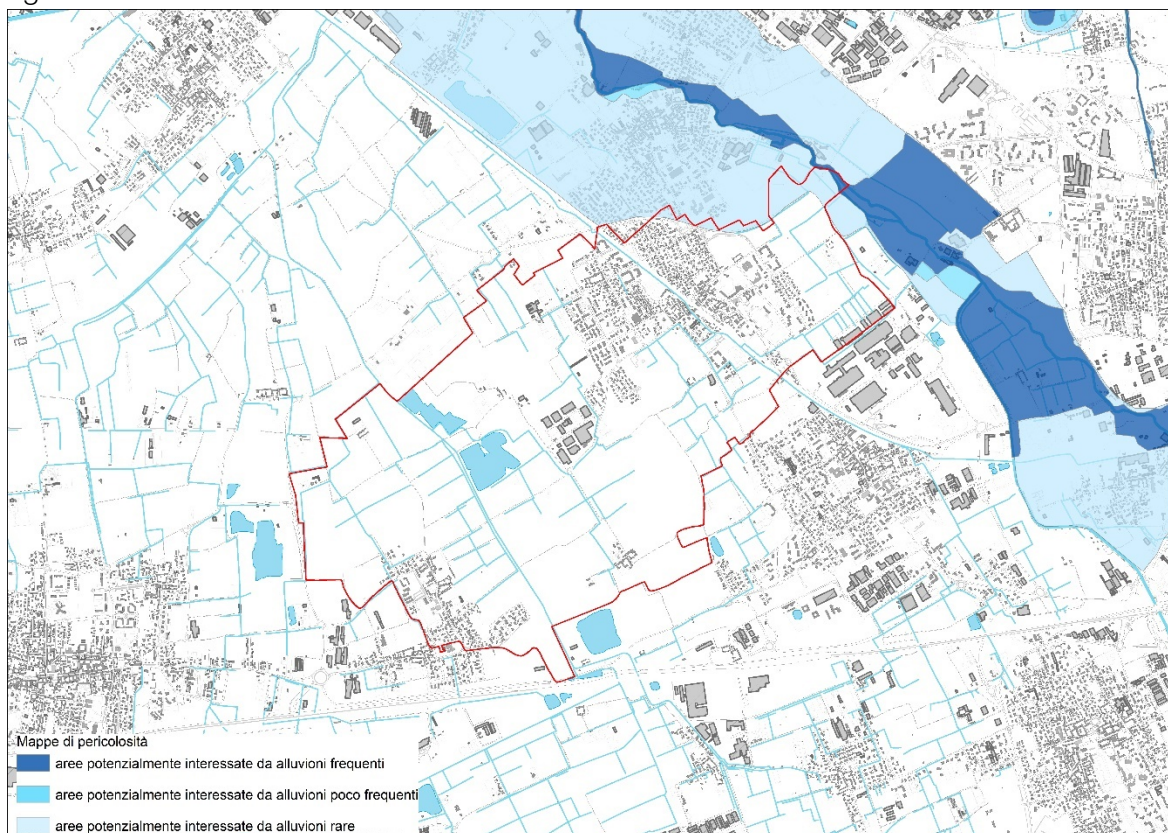 Mappe di pericolosità
aree potenzialmente interessate da alluvioni frequenti
aree potenzialmente interessate da alluvioni poco frequenti
aree potenzialmente interessate da alluvioni rare